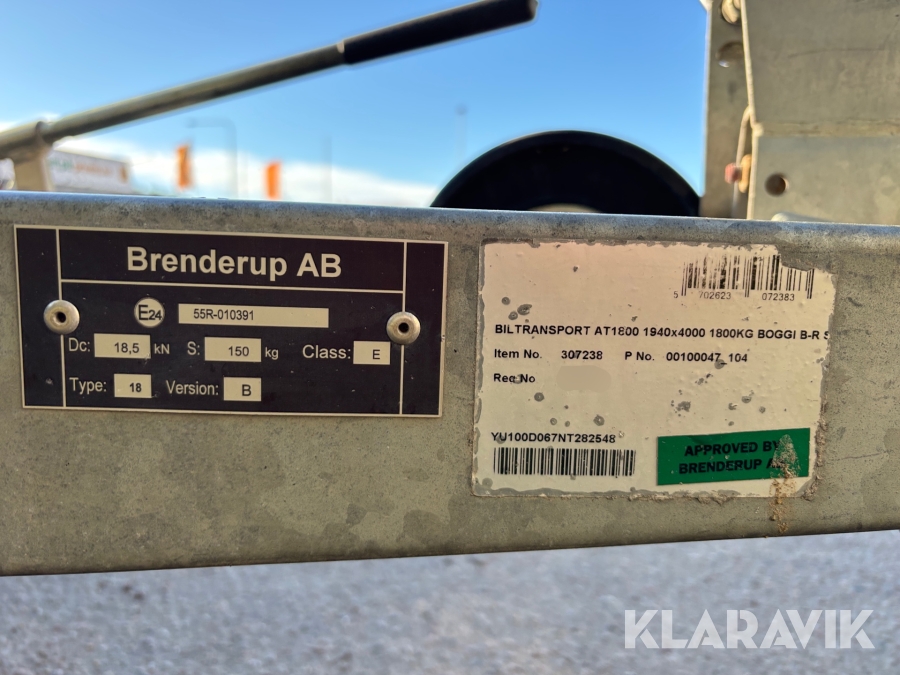 Brenderup AB
E24 55R-010391
Dc: 18,5 kN S: 150 kg Class: E
Type: 18 Version: B
5 702623 072383
BILTRANSPORT AT1800 1940x4000 1800KG BOGGI B-R S
Item No. 307238 P No. 00100047 104
Rec No
YU100D067NT282548
APPROVED BY
BRENDERUP
KLARAVIK